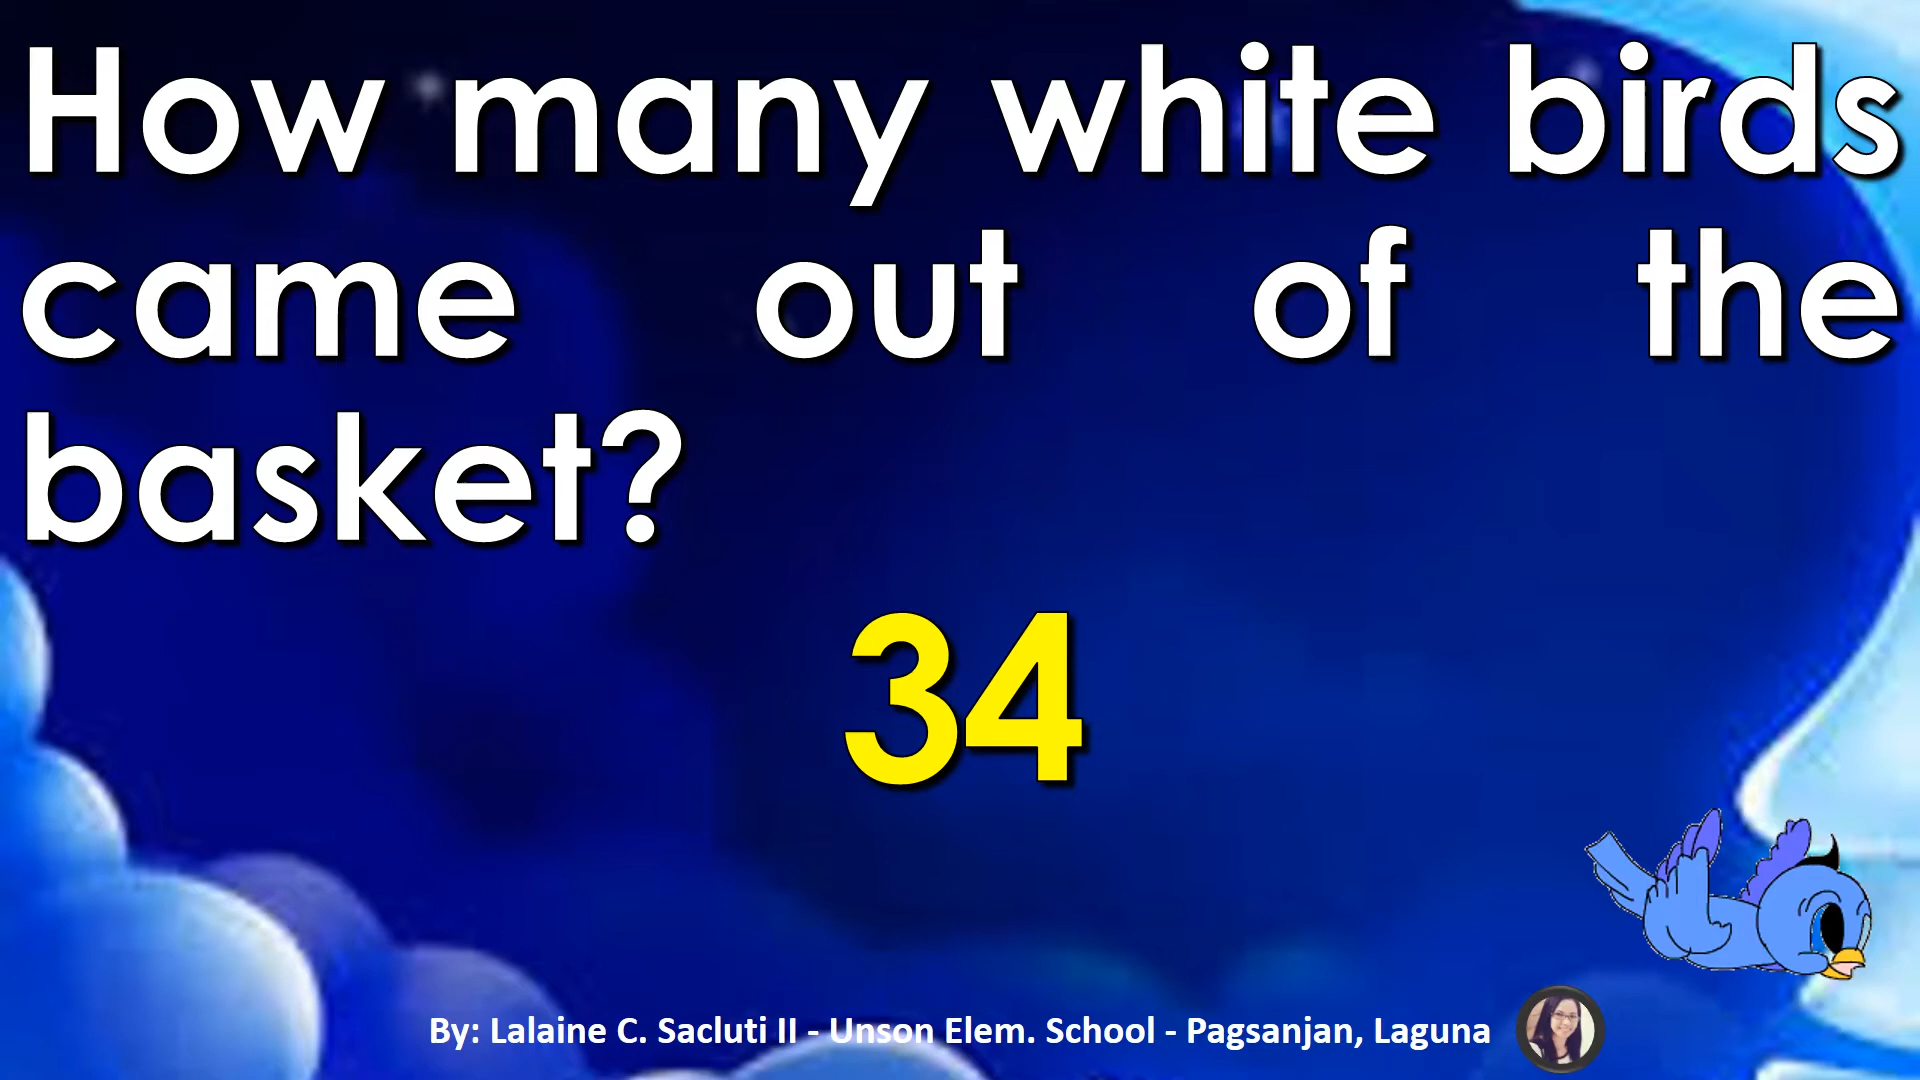 How many white birds
came out of the
basket?
34
By: Lalaine C. Sacluti II - Unson Elem. School - Pagsanjan, Laguna